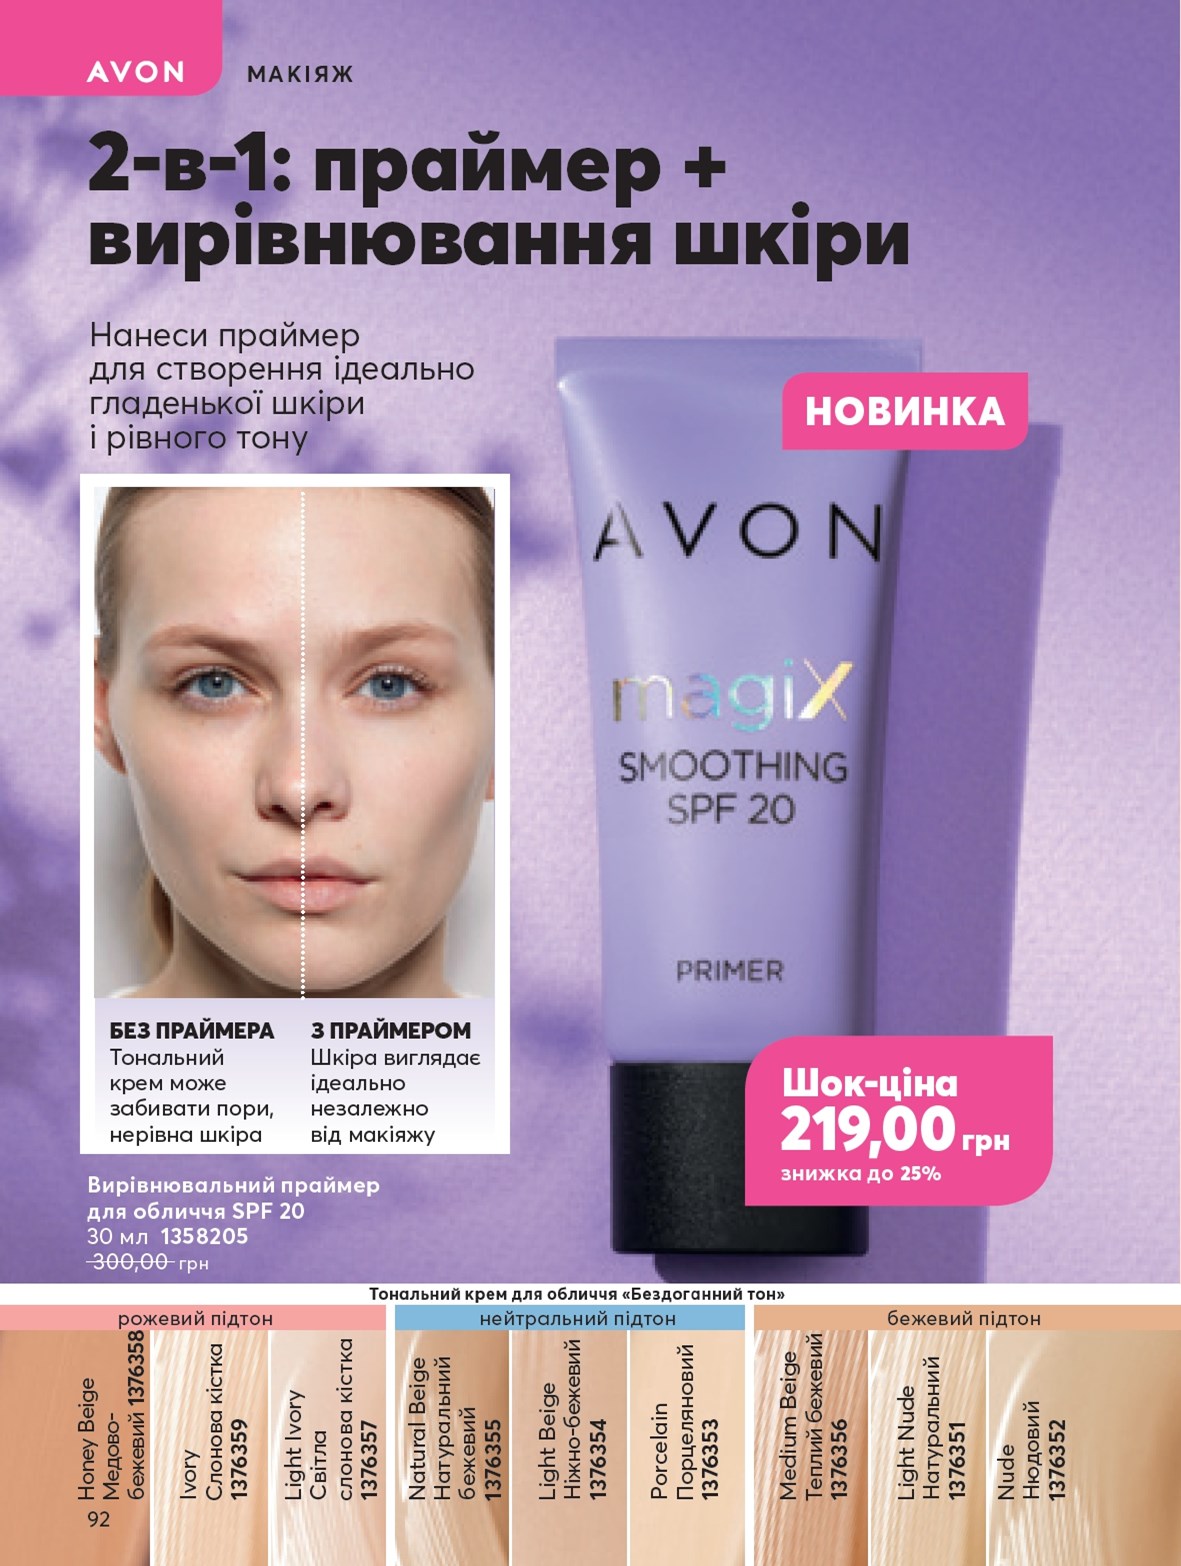 AVON
МАКІЯЖ
2-в-1: праймер +
вирівнювання шкіри
Нанеси праймер
для створення ідеально
гладенької шкіри
і рівного тону
НОВИНКА
AVON
magiX
SMOOTHING
SPF 20
PRIMER
БЕЗ ПРАЙМЕРА
Тональний
крем може
забивати пори,
нерівна шкіра
З ПРАЙМЕРОМ
Шкіра виглядає
ідеально
незалежно
від макіяжу
Шок-ціна
219,00 грн
знижка до 25%
Вирівнювальний праймер
для обличчя SPF 20
30 мл 1358205
300,00 грн
Тональний крем для обличчя «Бездоганний тон»
рожевий підтон
нейтральний підтон
бежевий підтон
Honey Beige
Медово-
бежевий 1376358
Ivory
Слонова кістка
1376359
Light Ivory
Світла
слонова кістка
1376357
Natural Beige
Натуральний
бежевий
1376355
Light Beige
Ніжно-бежевий
1376354
Porcelain
Порцеляновий
1376353
Medium Beige
Теплий бежевий
1376356
Light Nude
Натуральний
1376351
Nude
Нюдовий
1376352
92